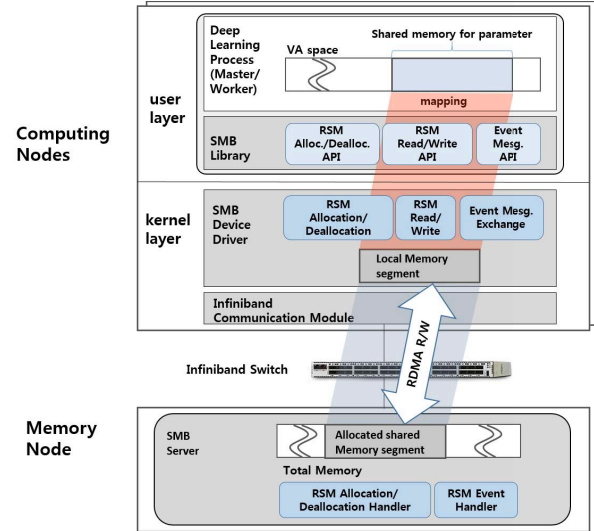 Deep
Learning
Process
(Master/
Worker)
VA space
Shared memory for parameter
mapping
user
layer
Computing
Nodes
SMB
Library
RSM
Alloc./Dealloc.
API
RSM
Read/Write
API
Event
Mesg.
API
kernel
layer
SMB
Device
Driver
RSM
Allocation/
Deallocation
RSM
Read/
Write
Event Mesg.
Exchange
Local Memory
segment
Infiniband
Communication Module
RDMA R/W
Infiniband Switch
Memory
Node
SMB
Server
Allocated shared
Memory segment
Total Memory
RSM Allocation/
Deallocation Handler
RSM Event
Handler